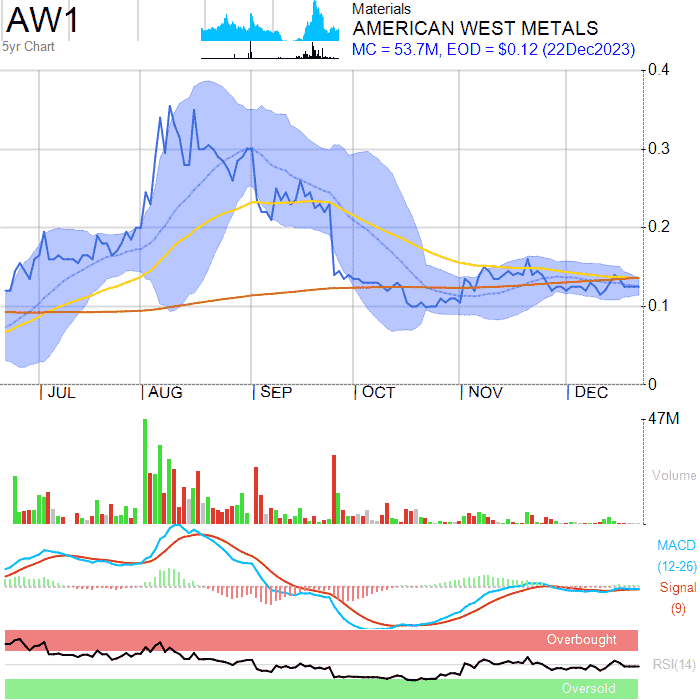 AW1
5yr Chart
Materials
AMERICAN WEST METALS
MC = 53.7M, EOD = $0.12 (22Dec2023)
0.4
0.3
0.2
0.1
0
JUL
AUG
SEP
OCT
NOV
DEC
47M
Volume
MACD
(12-26)
Signal
(9)
Overbought
RSI(14)
Oversold